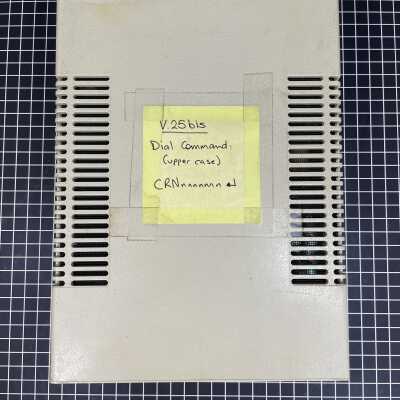 V.25bis
Dial Command:
(upper case)
CRNnnnnnnn ↵